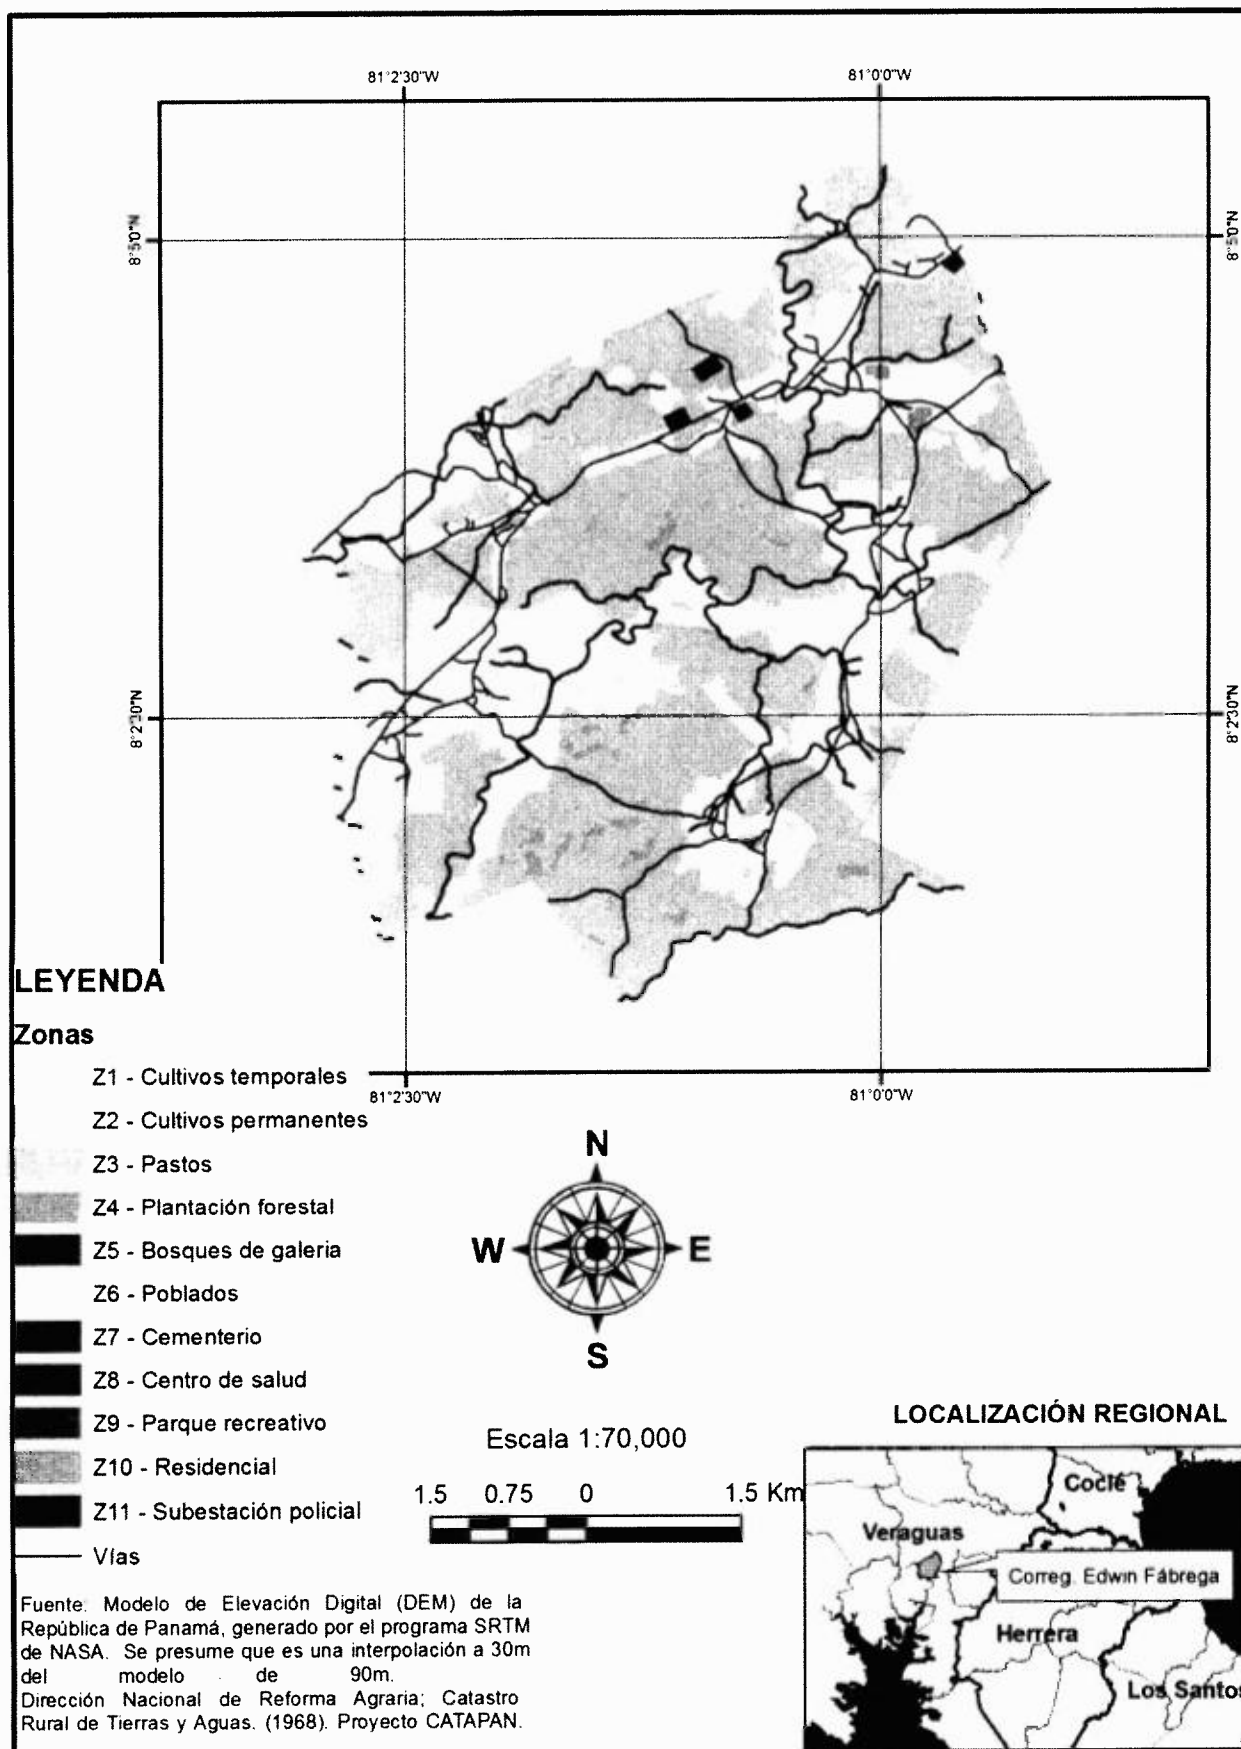 81°2'30"W
81°0'0"W
8°5'0"N
8°5'0"N
8°2'30"N
8°2'30"N
81°2'30"W
81°0'0"W
LEYENDA
Zonas
Z1 - Cultivos temporales
Z2 - Cultivos permanentes
Z3 - Pastos
Z4 - Plantación forestal
Z5 - Bosques de galeria
Z6 - Poblados
Z7 - Cementerio
Z8 - Centro de salud
Z9 - Parque recreativo
Z10 - Residencial
Z11 - Subestación policial
Vías
N
W
E
S
Escala 1:70,000
1.5 0.75 0 1.5 Km
Fuente: Modelo de Elevación Digital (DEM) de la
República de Panamá, generado por el programa SRTM
de NASA. Se presume que es una interpolación a 30m
del modelo de 90m.
Dirección Nacional de Reforma Agraria; Catastro
Rural de Tierras y Aguas. (1968). Proyecto CATAPAN.
LOCALIZACIÓN REGIONAL
Coclé
Veraguas
Correg. Edwin Fábrega
Herrera
Los Santos